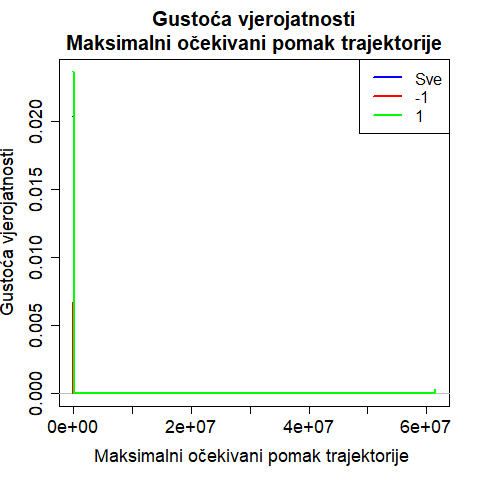 Gustoća vjerojatnosti
Maksimalni očekivani pomak trajektorije
Sve
-1
1
Gustoća vjerojatnosti
0.020
0.015
0.010
0.005
0.000
0e+00
2e+07
4e+07
6e+07
Maksimalni očekivani pomak trajektorije